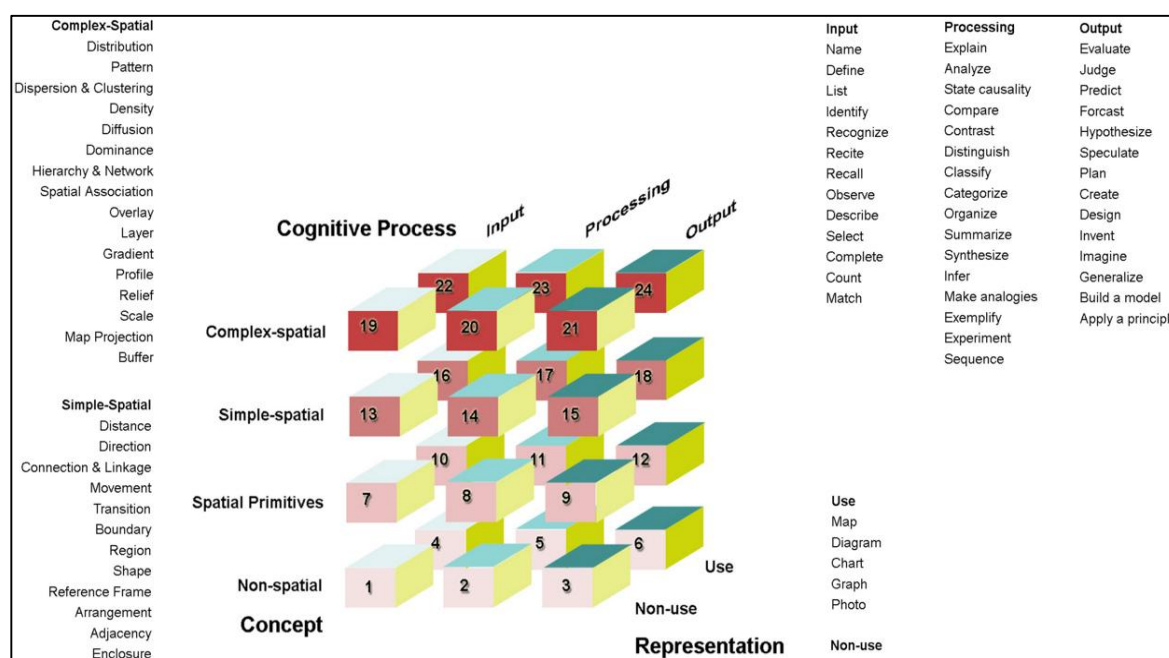 Complex-Spatial
Distribution
Pattern
Dispersion & Clustering
Density
Diffusion
Dominance
Hierarchy & Network
Spatial Association
Overlay
Layer
Gradient
Profile
Relief
Scale
Map Projection
Buffer
Simple-Spatial
Distance
Direction
Connection & Linkage
Movement
Transition
Boundary
Region
Shape
Reference Frame
Arrangement
Adjacency
Enclosure
Cognitive Process
Input
Processing
Output
22
23
24
Complex-spatial
19
20
21
16
17
18
Simple-spatial
13
14
15
10
11
12
Spatial Primitives
7
8
9
4
5
6
Use
Non-spatial
1
2
3
Non-use
Concept
Representation
Input
Name
Define
List
Identify
Recognize
Recite
Recall
Observe
Describe
Select
Complete
Count
Match
Processing
Explain
Analyze
State causality
Compare
Contrast
Distinguish
Classify
Categorize
Organize
Summarize
Synthesize
Infer
Make analogies
Exemplify
Experiment
Sequence
Output
Evaluate
Judge
Predict
Forcast
Hypothesize
Speculate
Plan
Create
Design
Invent
Imagine
Generalize
Build a model
Apply a principl
Use
Map
Diagram
Chart
Graph
Photo
Non-use